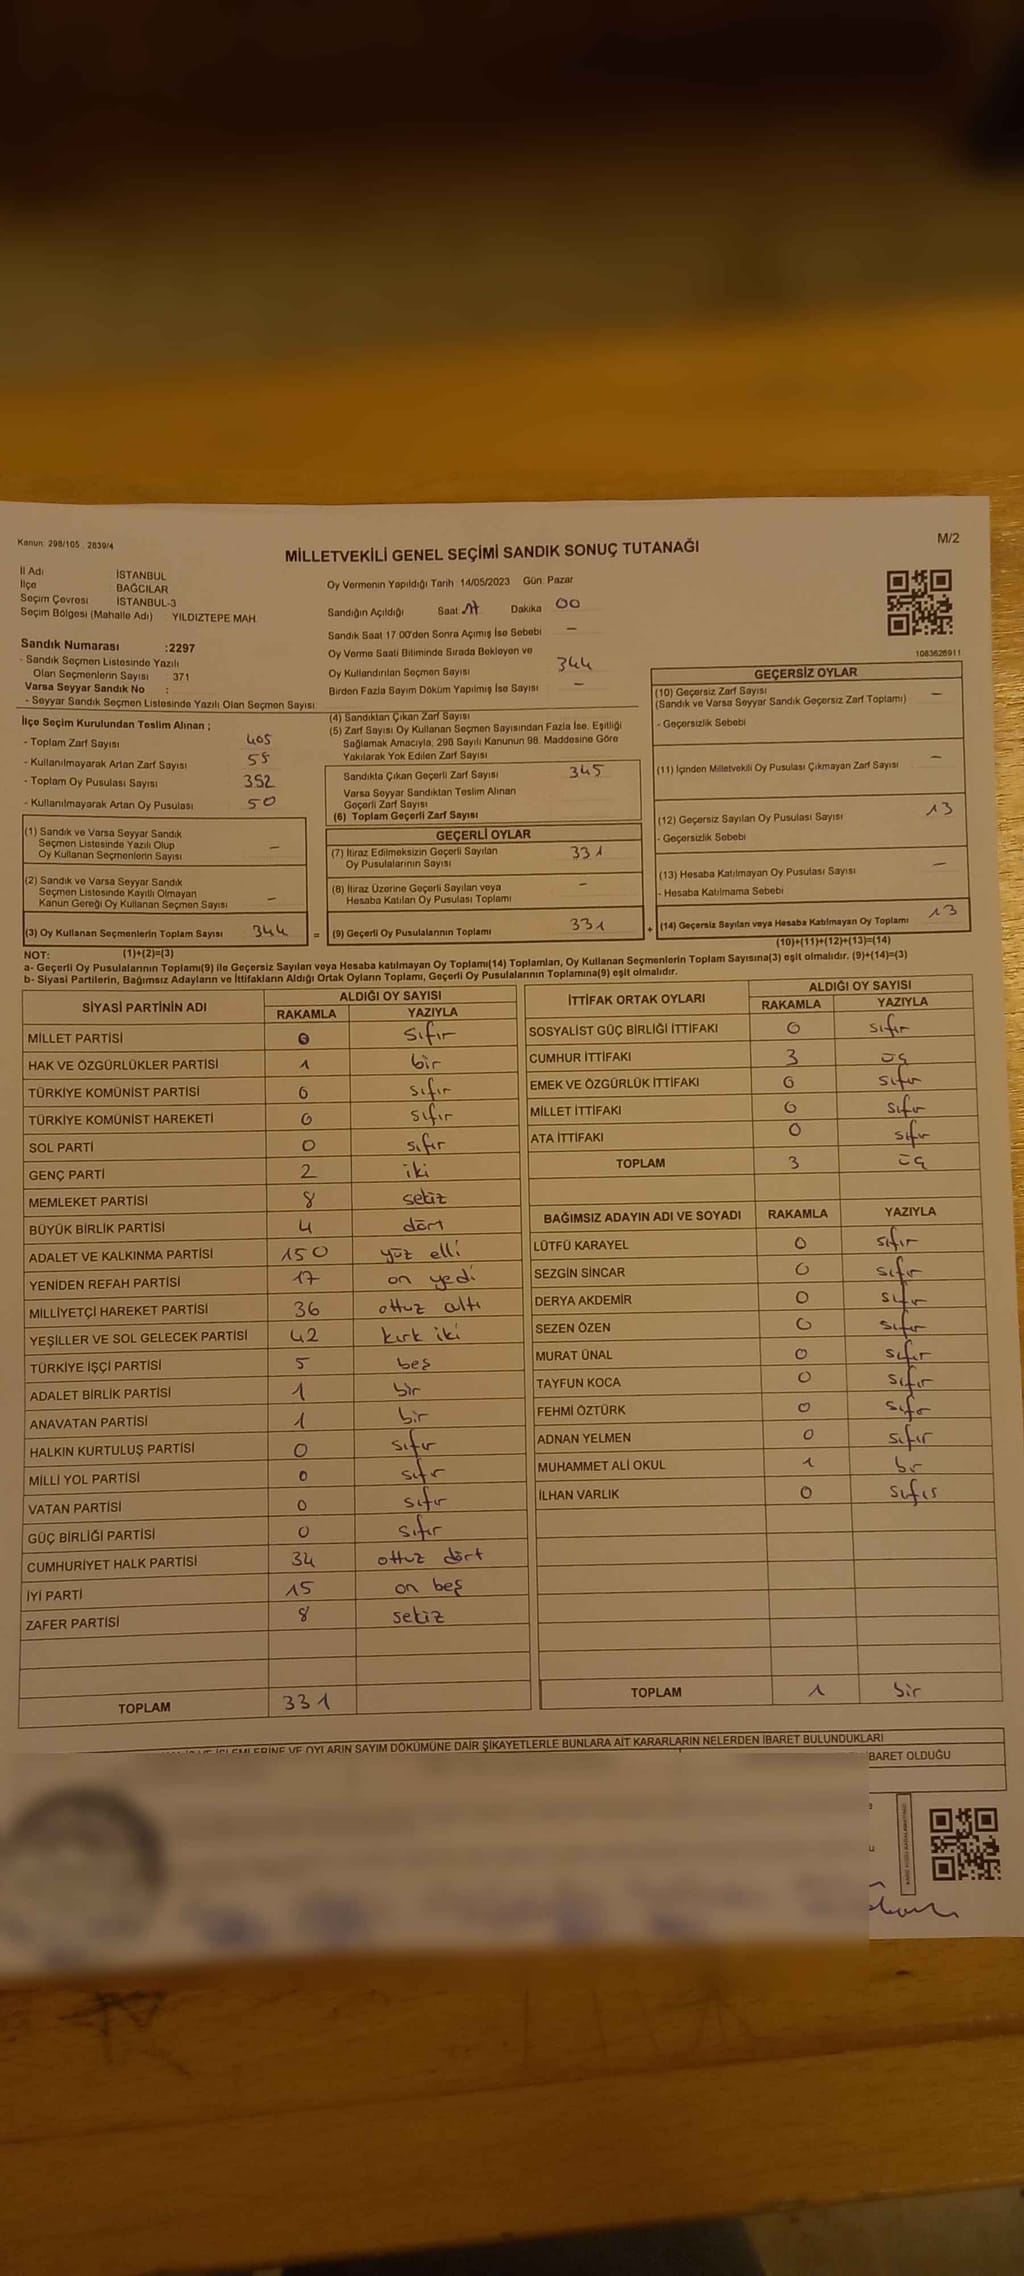 Kanun: 298/105 2839/4
MİLLETVEKİLİ GENEL SEÇİMİ SANDIK SONUÇ TUTANAĞI
M/2
İl Adı İSTANBUL
İlçe BAĞCILAR
Seçim Çevresi İSTANBUL-3
Seçim Bölgesi (Mahalle Adı) : YILDIZTEPE MAH.
Sandık Numarası :2297
- Sandık Seçmen Listesinde Yazılı
Olan Seçmenlerin Sayısı : 371
Varsa Seyyar Sandık No :
- Seyyar Sandık Seçmen Listesinde Yazılı Olan Seçmen Sayısı:
Oy Vermenin Yapıldığı Tarih :14/05/2023 Gün: Pazar
Sandığın Açıldığı Saat 17 Dakika 00
Sandık Saat 17 00'den Sonra Açımış İse Sebebi –
Oy Verme Saati Bitiminde Sırada Bekleyen ve
Oy Kullandırılan Seçmen Sayısı 344
Birden Fazla Sayım Döküm Yapılmış İse Sayısı –
1083626911
İlçe Seçim Kurulundan Teslim Alınan ;
- Toplam Zarf Sayısı 405
- Kullanılmayarak Artan Zarf Sayısı 55
- Toplam Oy Pusulası Sayısı 352
- Kullanılmayarak Artan Oy Pusulası 50
(1) Sandık ve Varsa Seyyar Sandık
Seçmen Listesinde Yazılı Olup
Oy Kullanan Seçmenlerin Sayısı –
(2) Sandık ve Varsa Seyyar Sandık
Seçmen Listesinde Kayıtlı Olmayan
Kanun Gereği Oy Kullanan Seçmen Sayısı –
(3) Oy Kullanan Seçmenlerin Toplam Sayısı 344 =
(1)+(2)=(3)
(4) Sandıktan Çıkan Zarf Sayısı
(5) Zarf Sayısı Oy Kullanan Seçmen Sayısından Fazla İse, Eşitliği
Sağlamak Amacıyla, 298 Sayılı Kanunun 98. Maddesine Göre
Yakılarak Yok Edilen Zarf Sayısı
Sandıkta Çıkan Geçerli Zarf Sayısı 345
Varsa Seyyar Sandıktan Teslim Alınan
Geçerli Zarf Sayısı
(6) Toplam Geçerli Zarf Sayısı
GEÇERLİ OYLAR
(7) İtiraz Edilmeksizin Geçerli Sayılan
Oy Pusulalarının Sayısı 331
(8) İtiraz Üzerine Geçerli Sayılan veya
Hesaba Katılan Oy Pusulası Toplamı –
(9) Geçerli Oy Pusulalarının Toplamı 331 +
GEÇERSİZ OYLAR
(10) Geçersiz Zarf Sayısı –
(Sandık ve Varsa Seyyar Sandık Geçersiz Zarf Toplamı)
- Geçersizlik Sebebi
(11) İçinden Milletvekili Oy Pusulası Çıkmayan Zarf Sayısı –
(12) Geçersiz Sayılan Oy Pusulası Sayısı 13
- Geçersizlik Sebebi
(13) Hesaba Katılmayan Oy Pusulası Sayısı –
- Hesaba Katılmama Sebebi
(14) Geçersiz Sayılan veya Hesaba Katılmayan Oy Toplamı 13
(10)+(11)+(12)+(13)=(14)
NOT:
a- Geçerli Oy Pusulalarının Toplamı(9) ile Geçersiz Sayılan veya Hesaba katılmayan Oy Toplamı(14) Toplamları, Oy Kullanan Seçmenlerin Toplam Sayısına(3) eşit olmalıdır. (9)+(14)=(3)
b- Siyasi Partilerin, Bağımsız Adayların ve İttifakların Aldığı Ortak Oyların Toplamı, Geçerli Oy Pusulalarının Toplamına(9) eşit olmalıdır.
SİYASİ PARTİNİN ADI ALDIĞI OY SAYISI
RAKAMLA YAZIYLA
MİLLET PARTİSİ 0 sıfır
HAK VE ÖZGÜRLÜKLER PARTİSİ 1 bir
TÜRKİYE KOMÜNİST PARTİSİ 0 sıfır
TÜRKİYE KOMÜNİST HAREKETİ 0 sıfır
SOL PARTİ 0 sıfır
GENÇ PARTİ 2 iki
MEMLEKET PARTİSİ 8 sekiz
BÜYÜK BİRLİK PARTİSİ 4 dört
ADALET VE KALKINMA PARTİSİ 150 yüz elli
YENİDEN REFAH PARTİSİ 17 on yedi
MİLLİYETÇİ HAREKET PARTİSİ 36 ottuz altı
YEŞİLLER VE SOL GELECEK PARTİSİ 42 kırk iki
TÜRKİYE İŞÇİ PARTİSİ 5 beş
ADALET BİRLİK PARTİSİ 1 bir
ANAVATAN PARTİSİ 1 bir
HALKIN KURTULUŞ PARTİSİ 0 sıfır
MİLLİ YOL PARTİSİ 0 sıfır
VATAN PARTİSİ 0 sıfır
GÜÇ BİRLİĞİ PARTİSİ 0 sıfır
CUMHURİYET HALK PARTİSİ 34 ottuz dört
İYİ PARTİ 15 on beş
ZAFER PARTİSİ 8 sekiz
TOPLAM 331
İTTİFAK ORTAK OYLARI ALDIĞI OY SAYISI
RAKAMLA YAZIYLA
SOSYALİST GÜÇ BİRLİĞİ İTTİFAKI 0 sıfır
CUMHUR İTTİFAKI 3 üç
EMEK VE ÖZGÜRLÜK İTTİFAKI 0 sıfır
MİLLET İTTİFAKI 0 sıfır
ATA İTTİFAKI 0 sıfır
TOPLAM 3 üç
BAĞIMSIZ ADAYIN ADI VE SOYADI RAKAMLA YAZIYLA
LÜTFÜ KARAYEL 0 sıfır
SEZGİN SİNCAR 0 sıfır
DERYA AKDEMİR 0 sıfır
SEZEN ÖZEN 0 sıfır
MURAT ÜNAL 0 sıfır
TAYFUN KOCA 0 sıfır
FEHMİ ÖZTÜRK 0 sıfır
ADNAN YELMEN 0 sıfır
MUHAMMET ALİ OKUL 1 bir
İLHAN VARLIK 0 sıfır
TOPLAM 1 bir
İŞLEMLERİNE VE OYLARIN SAYIM DÖKÜMÜNE DAİR ŞİKAYETLERLE BUNLARA AİT KARARLARIN NELERDEN İBARET BULUNDUKLARI
İBARET OLDUĞU